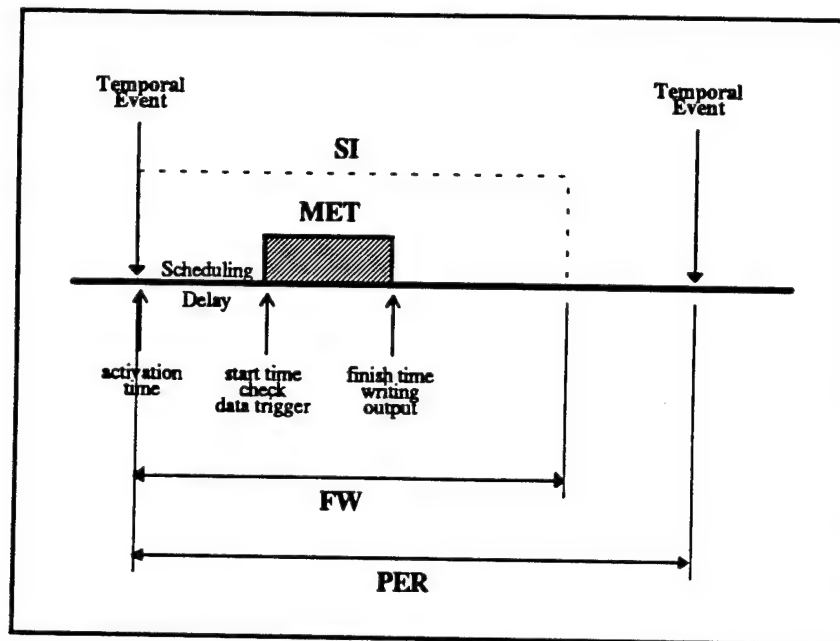 Temporal
Event
Temporal
Event
SI
MET
Scheduling
Delay
activation
time
start time
check
data trigger
finish time
writing
output
FW
PER